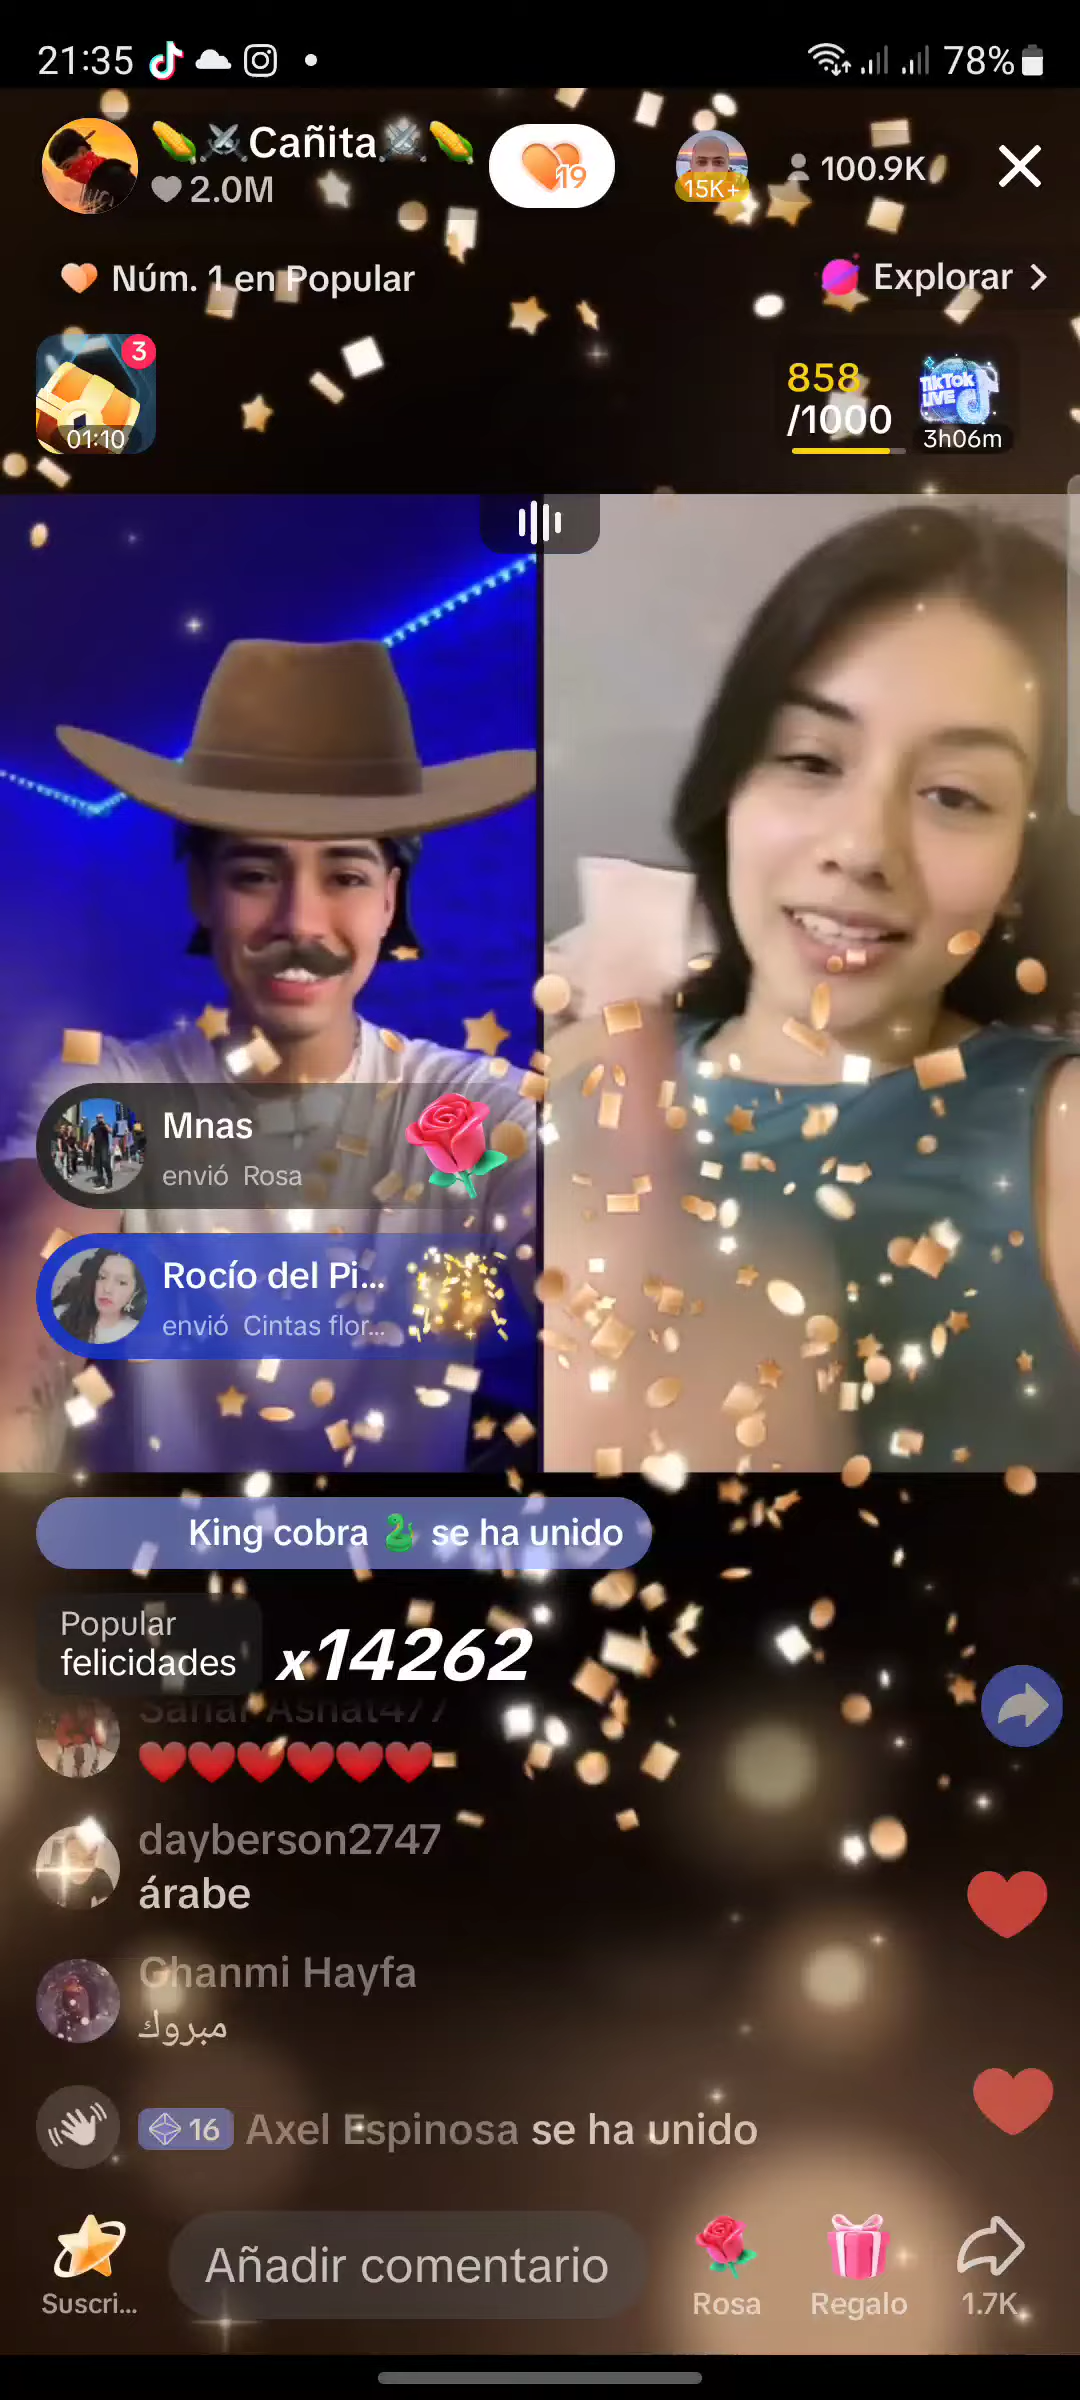 21:35
78%
🌽⚔️Cañita⚔️🌽
2.0M
19
15K+
100.9K
Núm. 1 en Popular
Explorar
3
01:10
858
/1000
TikTok
LIVE
3h06m
Mnas
envió Rosa
Rocío del Pi...
envió Cintas flor...
King cobra 🐍 se ha unido
Popular
felicidades
x14262
Sahar Ashat477
❤️❤️❤️❤️❤️❤️
dayberson2747
árabe
Ghanmi Hayfa
مبروك
16 Axel Espinosa se ha unido
Suscri...
Añadir comentario
Rosa
Regalo
1.7K